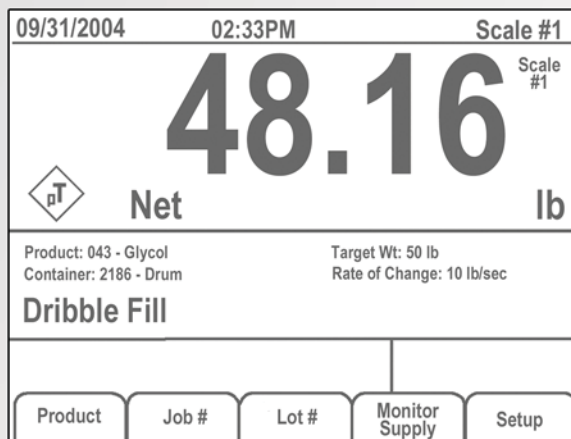 09/31/2004 02:33PM Scale #1
48.16
Scale
#1
pT
Net lb
Product: 043 - Glycol Target Wt: 50 lb
Container: 2186 - Drum Rate of Change: 10 lb/sec
Dribble Fill
Product Job # Lot # Monitor Supply Setup